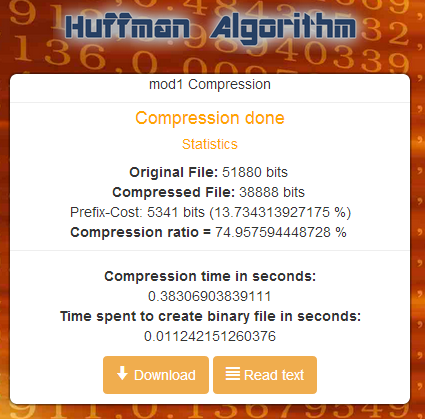 Huffman Algorithm
mod1 Compression
Compression done
Statistics
Original File: 51880 bits
Compressed File: 38888 bits
Prefix-Cost: 5341 bits (13.734313927175 %)
Compression ratio = 74.957594448728 %
Compression time in seconds:
0.38306903839111
Time spent to create binary file in seconds:
0.011242151260376
Download
Read text